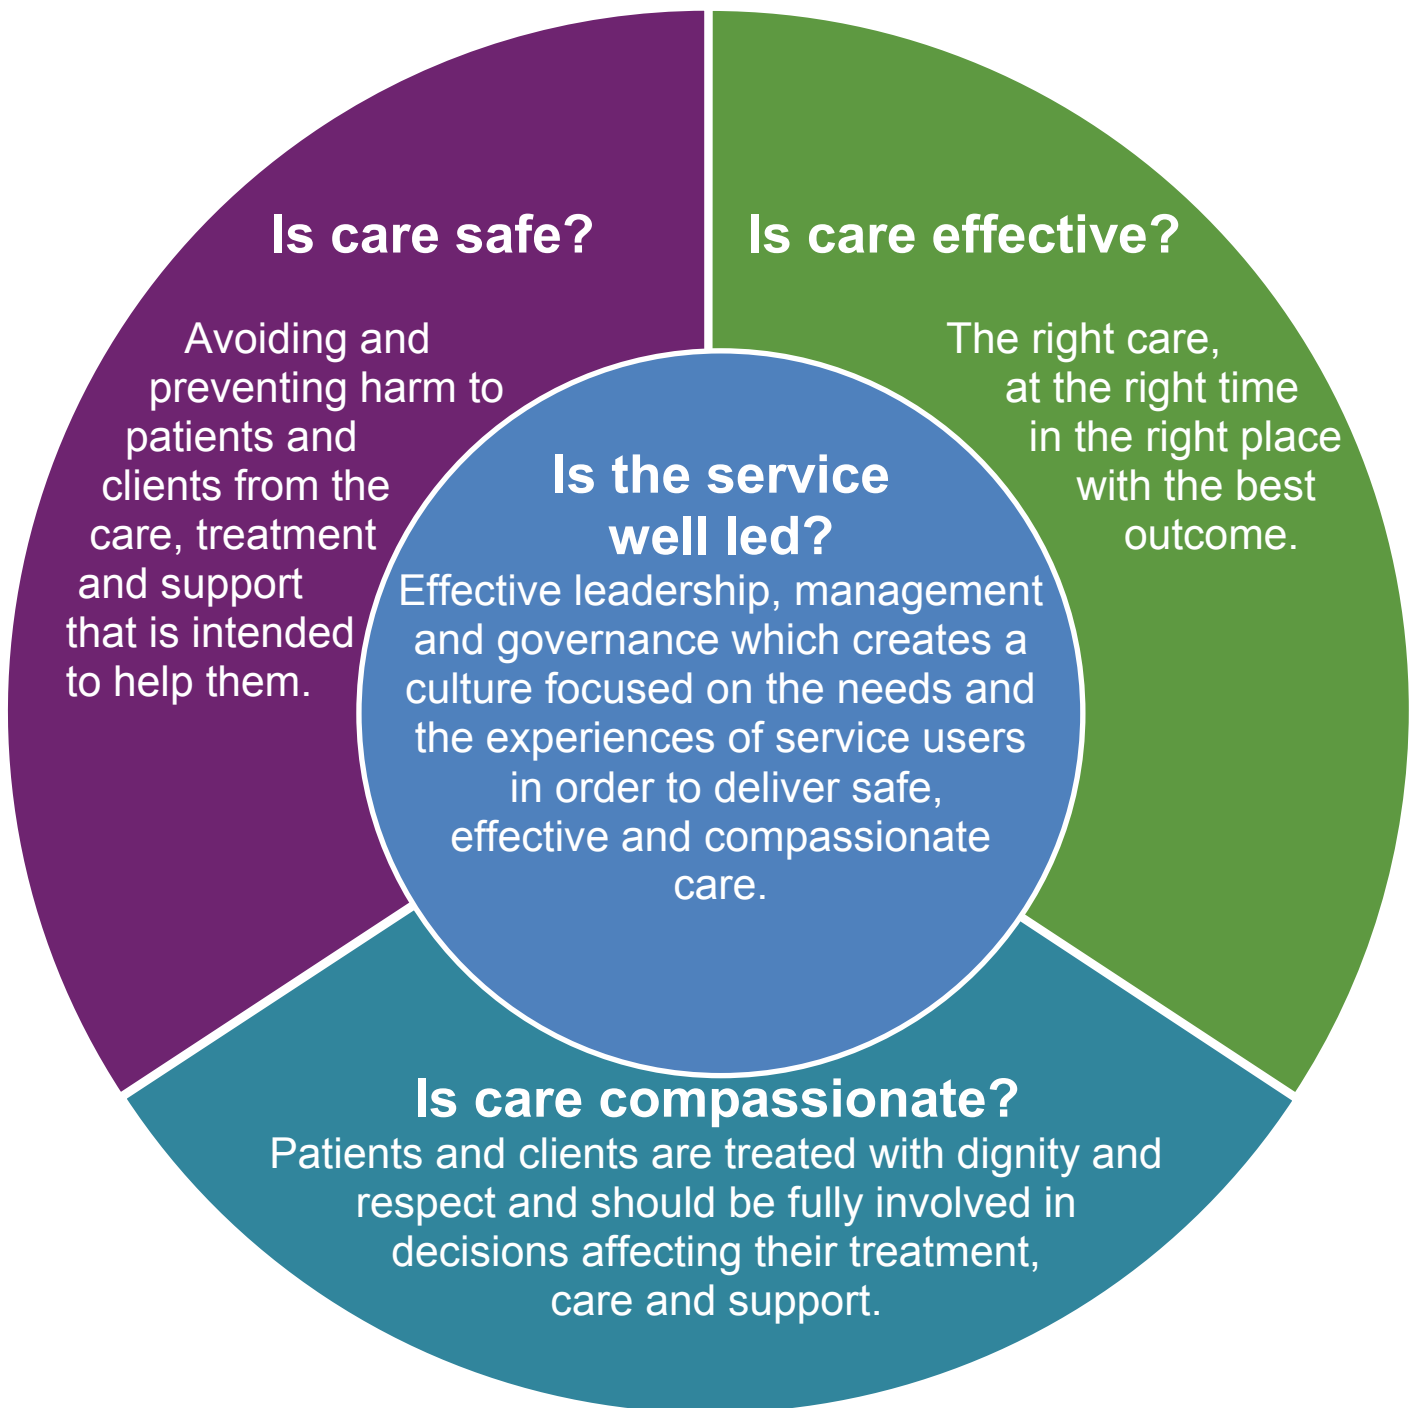 Is care safe?
Avoiding and
preventing harm to
patients and
clients from the
care, treatment
and support
that is intended
to help them.
Is care effective?
The right care,
at the right time
in the right place
with the best
outcome.
Is the service
well led?
Effective leadership, management
and governance which creates a
culture focused on the needs and
the experiences of service users
in order to deliver safe,
effective and compassionate
care.
Is care compassionate?
Patients and clients are treated with dignity and
respect and should be fully involved in
decisions affecting their treatment,
care and support.